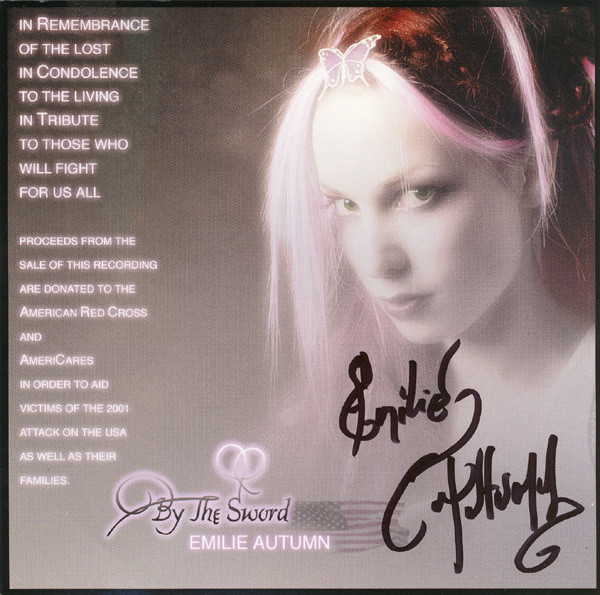 in Remembrance
of the lost
in Condolence
to the living
in Tribute
to those who
will fight
for us all
proceeds from the
sale of this recording
are donated to the
American Red Cross
and
AmeriCares
in order to aid
victims of the 2001
attack on the USA
as well as their
families.
By The Sword
EMILIE AUTUMN
Emilie
Autumn